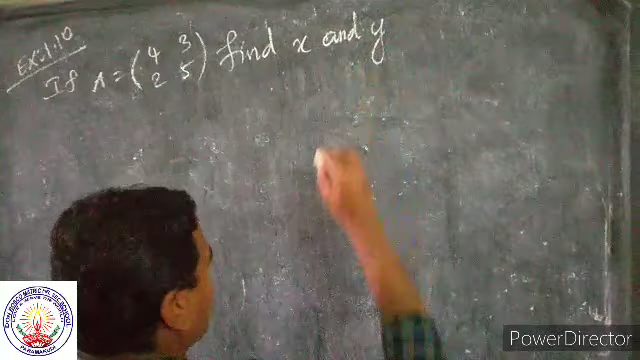 Ex:1.10
If A = (4 3
2 5) find x and y
PowerDirector